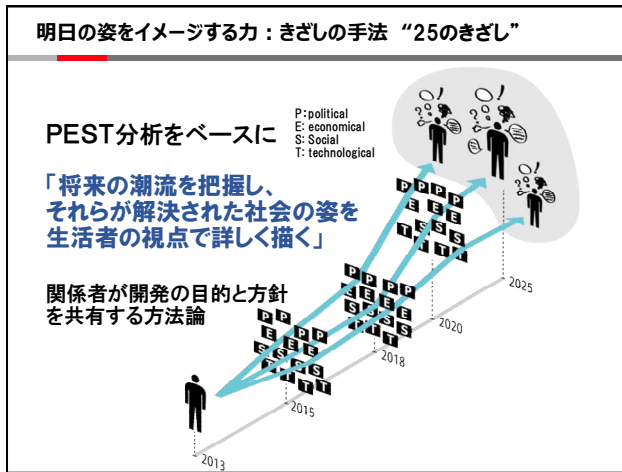 明日の姿をイメージする力:きざしの手法 “25のきざし”
PEST分析をベースに
P:political
E: economical
S: Social
T: technological
「将来の潮流を把握し、
それらが解決された社会の姿を
生活者の視点で詳しく描く」
関係者が開発の目的と方針
を共有する方法論
2013
2015
2018
2020
2025